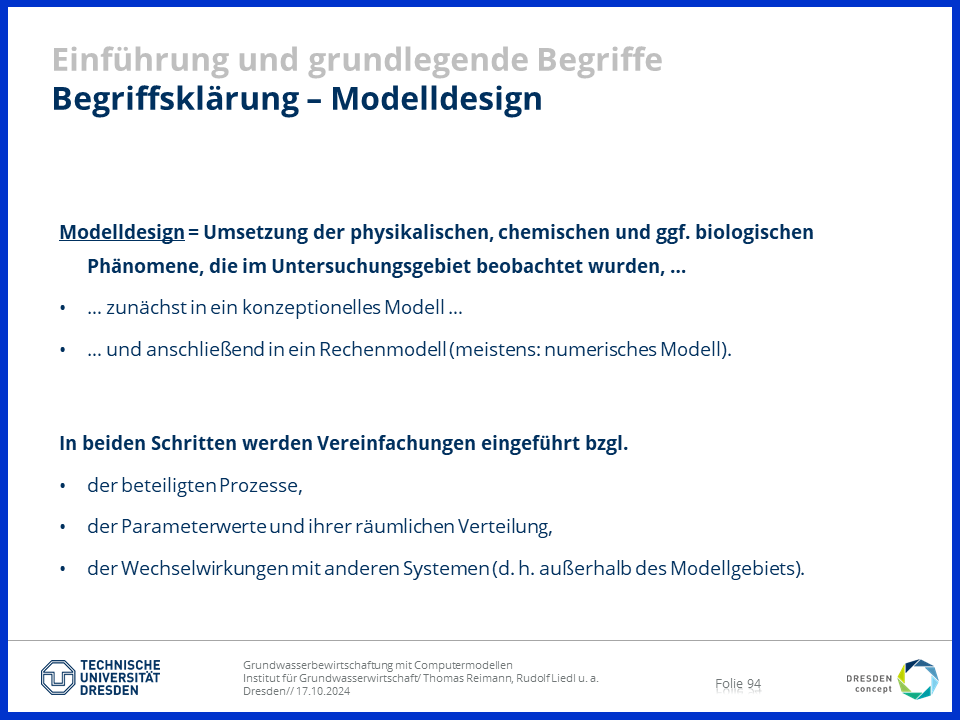 Einführung und grundlegende Begriffe
Begriffsklärung – Modelldesign
Modelldesign = Umsetzung der physikalischen, chemischen und ggf. biologischen
Phänomene, die im Untersuchungsgebiet beobachtet wurden, ...
• ... zunächst in ein konzeptionelles Modell ...
• ... und anschließend in ein Rechenmodell (meistens: numerisches Modell).
In beiden Schritten werden Vereinfachungen eingeführt bzgl.
• der beteiligten Prozesse,
• der Parameterwerte und ihrer räumlichen Verteilung,
• der Wechselwirkungen mit anderen Systemen (d. h. außerhalb des Modellgebiets).
TECHNISCHE
UNIVERSITÄT
DRESDEN
Grundwasserbewirtschaftung mit Computermodellen
Institut für Grundwasserwirtschaft/ Thomas Reimann, Rudolf Liedl u. a.
Dresden// 17.10.2024
Folie 94
DRESDEN
concept